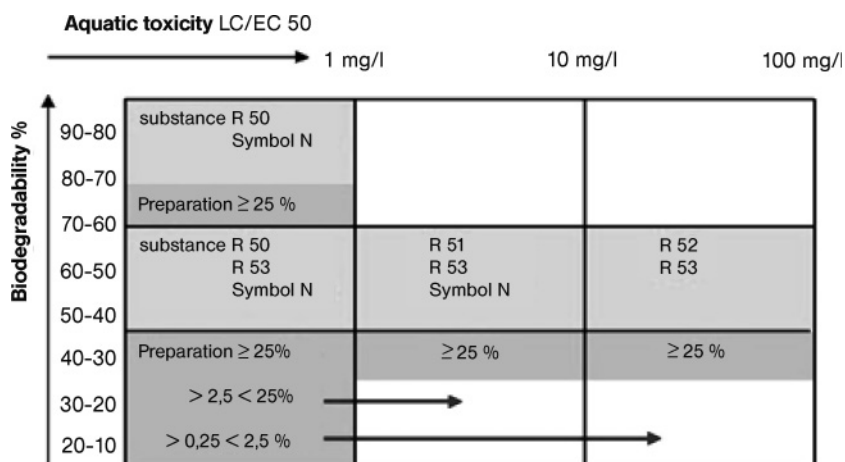 Aquatic toxicity LC/EC 50
1 mg/l 10 mg/l 100 mg/l
Biodegradability %
90-80 substance R 50
Symbol N
80-70
Preparation ≥ 25 %
70-60
substance R 50 R 51 R 52
60-50 R 53 R 53 R 53
Symbol N Symbol N
50-40
40-30 Preparation ≥ 25% ≥ 25 % ≥ 25 %
30-20 > 2,5 < 25%
20-10 > 0,25 < 2,5 %